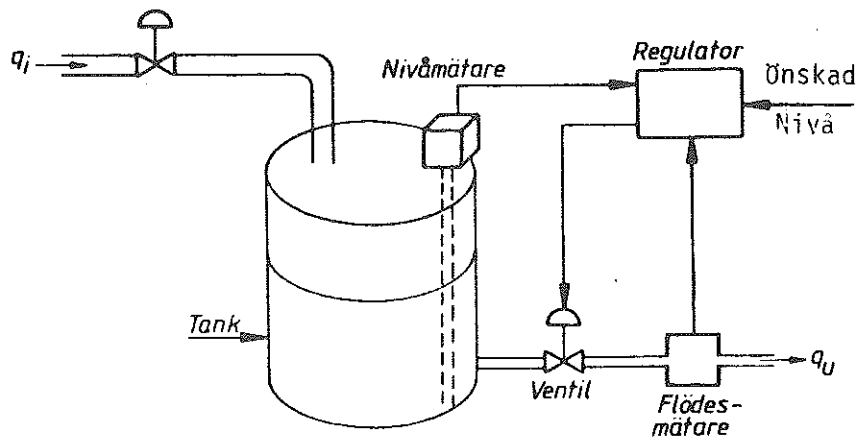 q_i
Nivåmätare
Regulator
Önskad
Nivå
Tank
Ventil
Flödes-
mätare
q_u